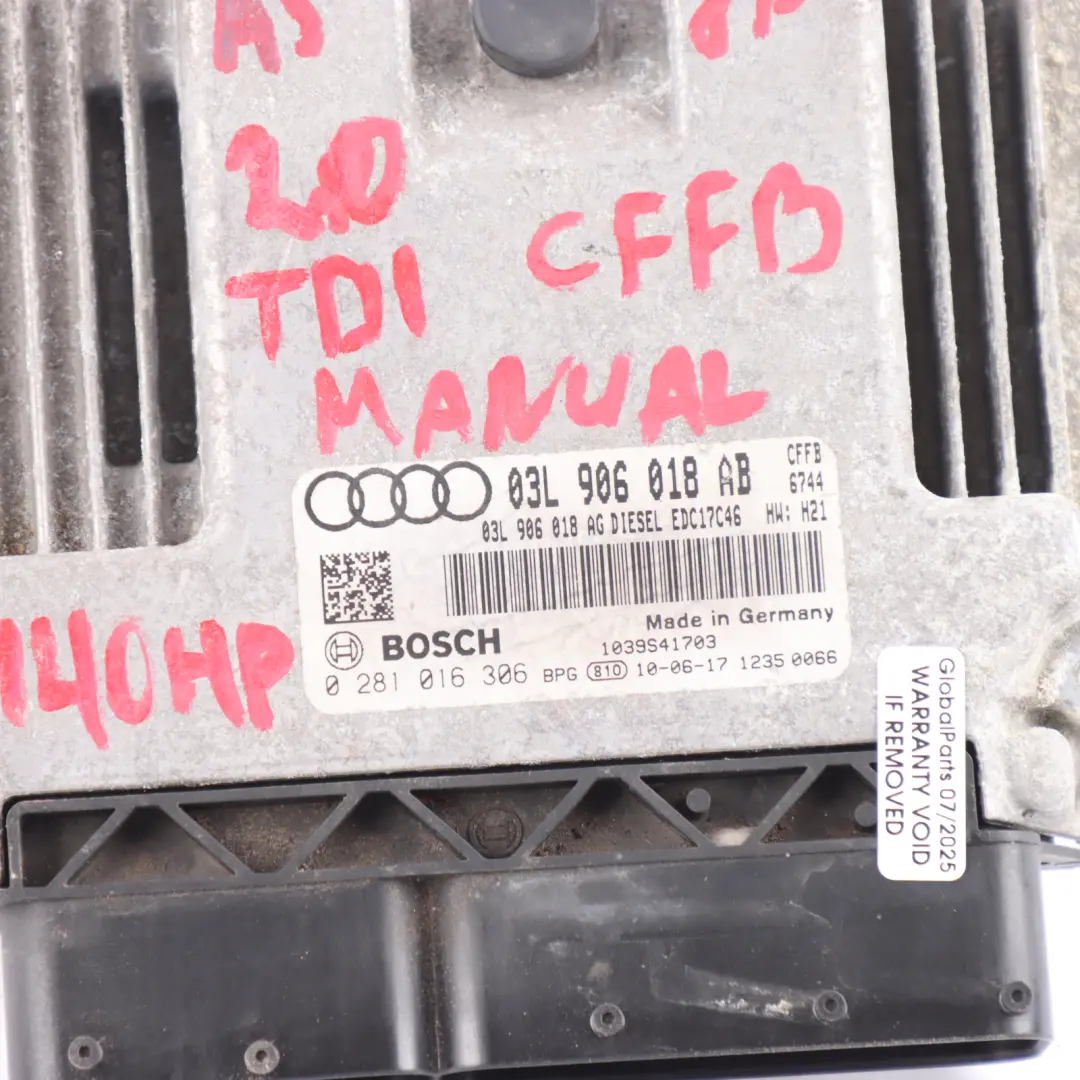 2.0
TDI
CFFB
MANUAL
03L 906 018 AB
CFFB
6744
03L 906 018 AG DIESEL EDC17C46 HW: H21
Made in Germany
BOSCH
1039S41703
0 281 016 306 BPG 810 10-06-17 1235 0066
140HP
GlobalParts 07/2025
WARRANTY VOID
IF REMOVED